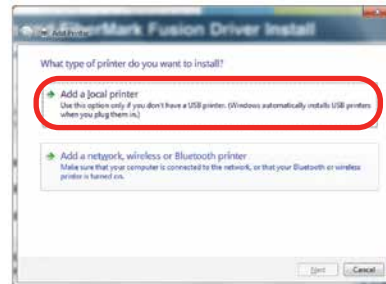 FiberMark Fusion Driver Install
Add Printer
What type of printer do you want to install?
Add a local printer
Use this option only if you don't have a USB printer. (Windows automatically installs USB printers
when you plug them in.)
Add a network, wireless or Bluetooth printer
Make sure that your computer is connected to the network, or that your Bluetooth or wireless
printer is turned on.
Next
Cancel